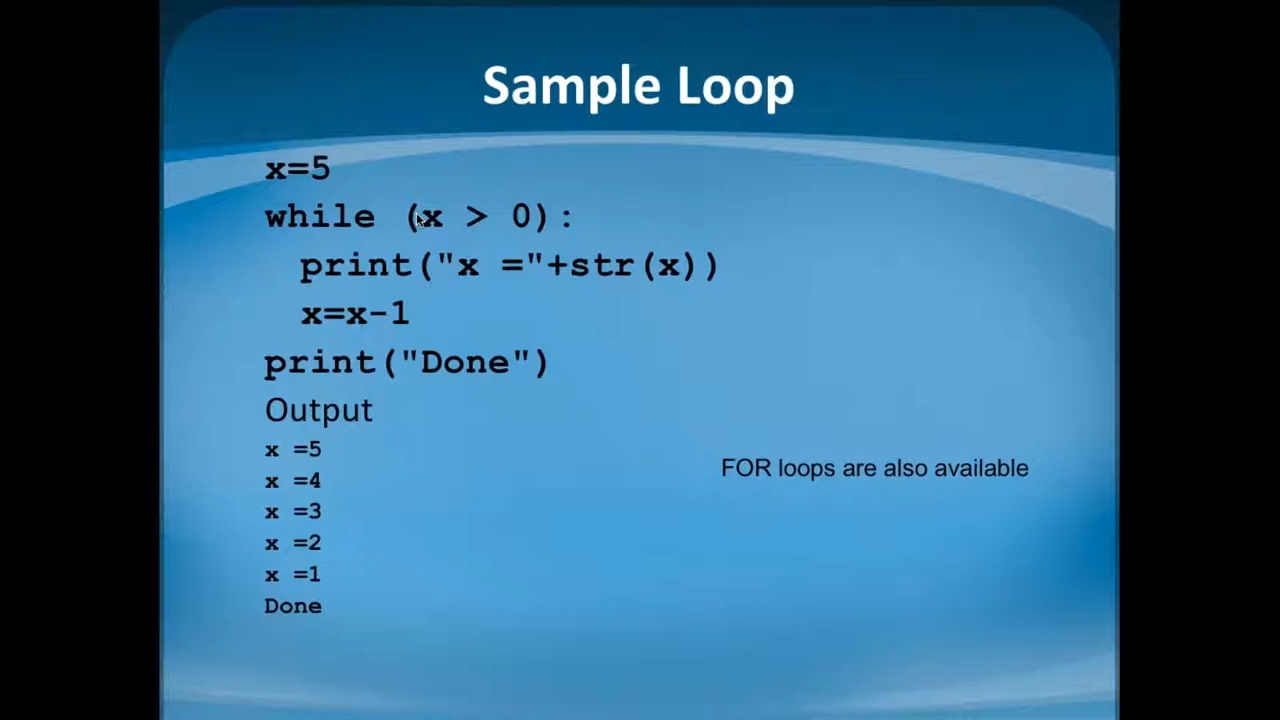 Sample Loop
x=5
while (x > 0):
  print("x ="+str(x))
  x=x-1
print("Done")
Output
x =5
x =4
x =3
x =2
x =1
Done
FOR loops are also available